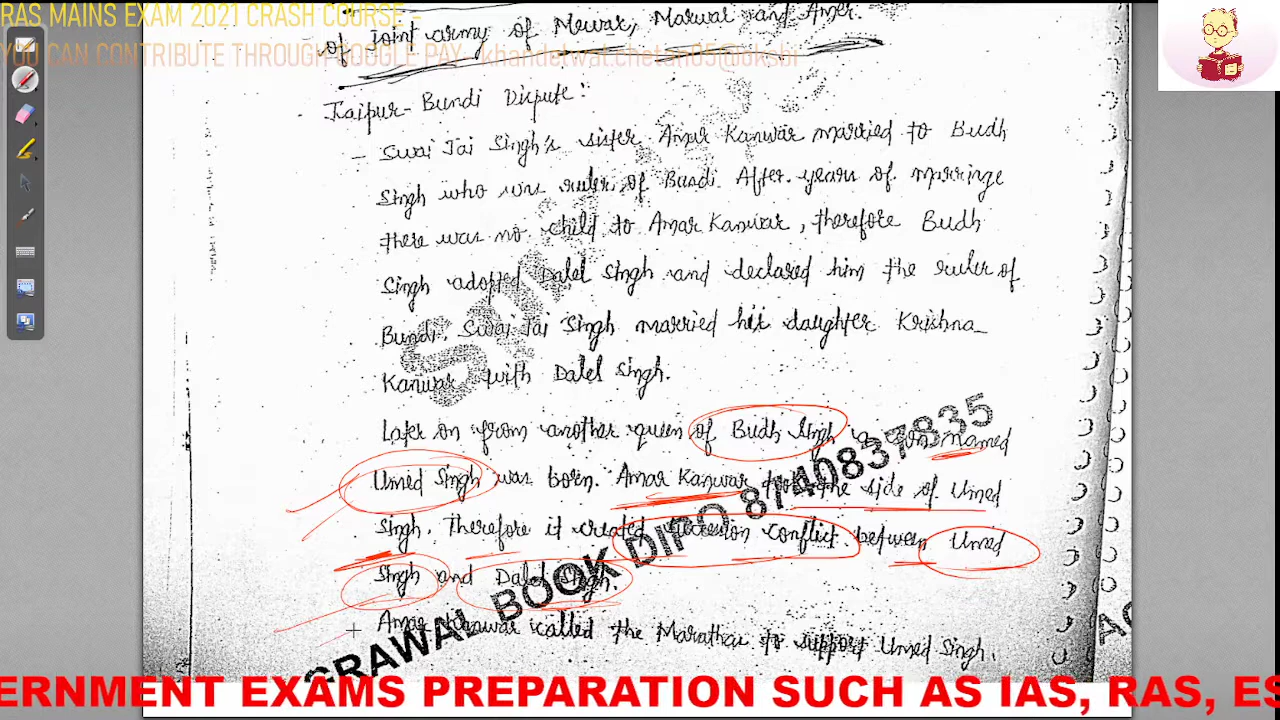 RAS MAINS EXAM 2021 CRASH COURSE -
YOU CAN CONTRIBUTE THROUGH GOOGLE PAY- khandelwal.chetan05@oksbi
of Joint army of Mewar, Marwar and Amer.
Jaipur-Bundi Dispute:
- Swai Jai Singh's sister Amar Kanwar married to Budh
Singh who was ruler of Bundi After years of marriage
there was no child to Amar Kanwar, therefore Budh
Singh adopted Dalel Singh and declared him the ruler of
Bundi. Swai Jai Singh married his daughter Krishna
Kanwar with Dalel Singh.
Later on from another queen of Budh Singh a son named
Umed Singh was born. Amar Kanwar the side of Umed
Singh. Therefore it created conflict between Umed
Singh and Dalel Singh.
Amar Kanwar called the Marathas to support Umed Singh.
GRAWAL BOOK DIPO 8740837835
ERNMENT EXAMS PREPARATION SUCH AS IAS, RAS, ES